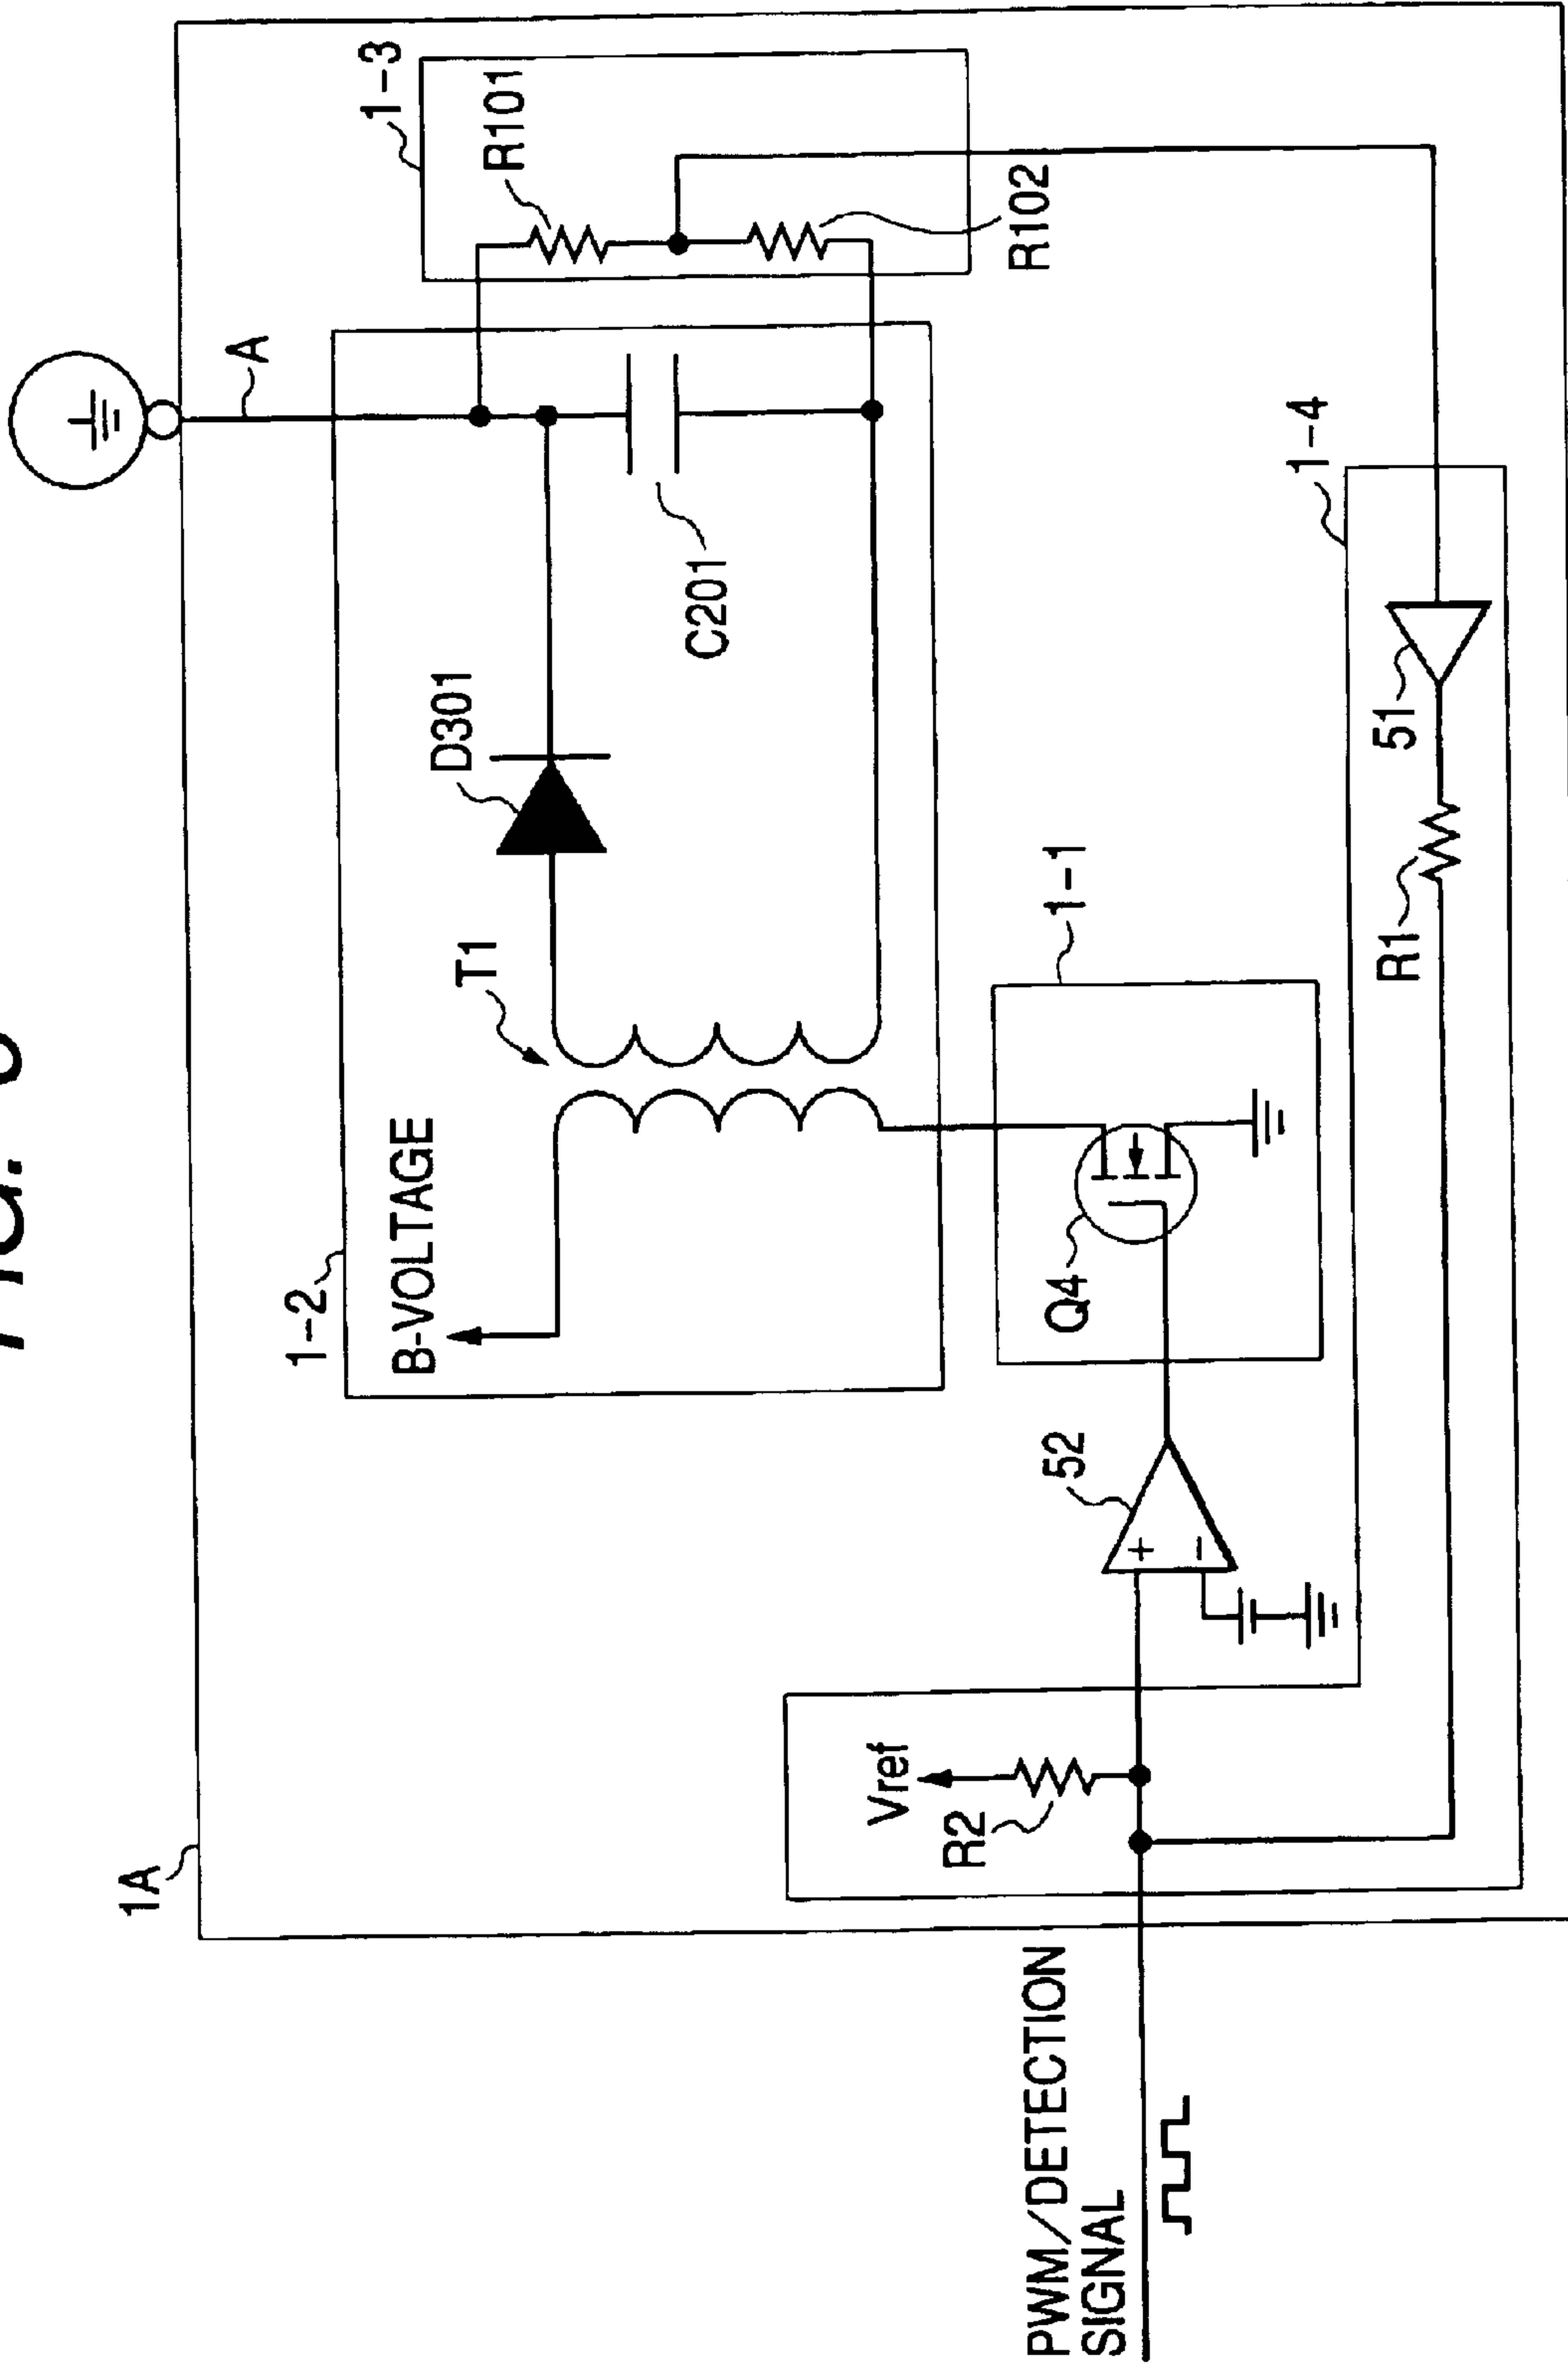 1A
1-2
B-VOLTAGE
T1
D301
C201
A
1-3
R101
R102
PWM/DETECTION
SIGNAL
Vref
R2
52
+
−
Q4
1-1
R1
51
1-4